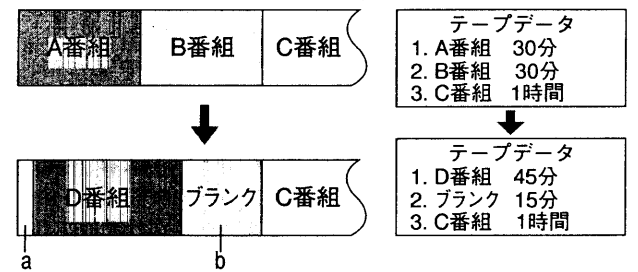 A番組 B番組 C番組
テープデータ
1. A番組 30分
2. B番組 30分
3. C番組 1時間
D番組 ブランク C番組
a b
テープデータ
1. D番組 45分
2. ブランク 15分
3. C番組 1時間